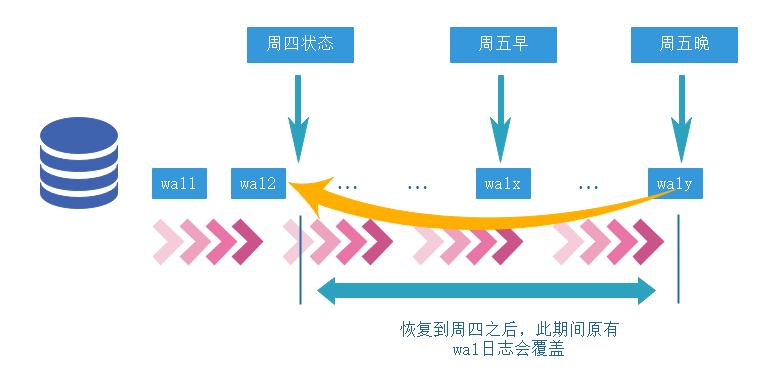 周四状态
周五早
周五晚
wal1
wal2
...
...
walx
...
waly
恢复到周四之后，此期间原有
wal日志会覆盖